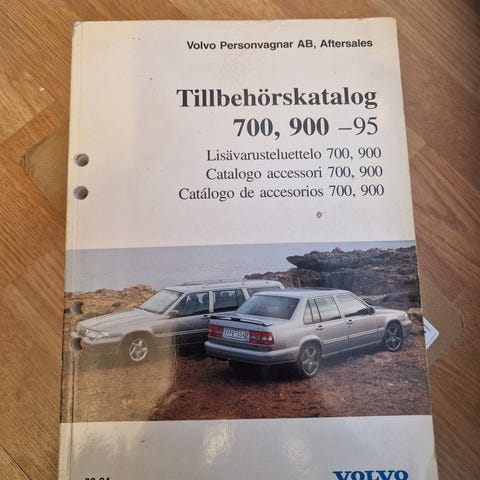 Volvo Personvagnar AB, Aftersales
Tillbehörskatalog
700, 900 –95
Lisävarusteluettelo 700, 900
Catalogo accessori 700, 900
Catálogo de accesorios 700, 900
VOLVO